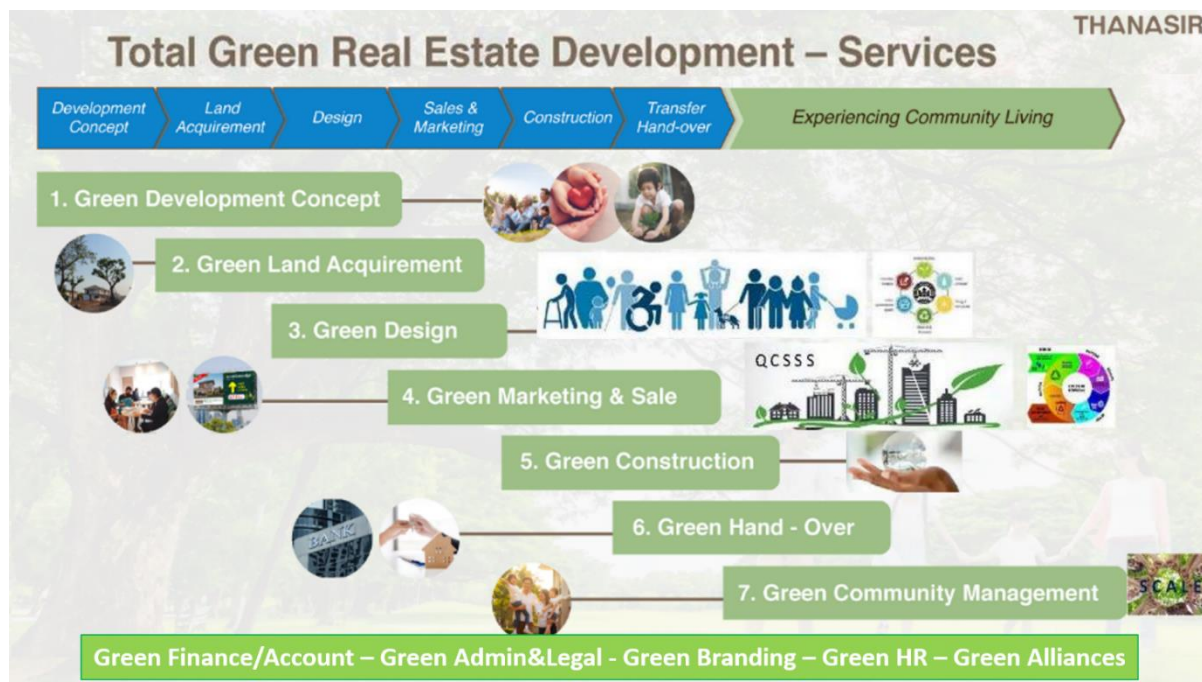 THANASIR
Total Green Real Estate Development – Services
Development
Concept
Land
Acquirement
Design
Sales &
Marketing
Construction
Transfer
Hand-over
Experiencing Community Living
1. Green Development Concept
2. Green Land Acquirement
3. Green Design
QCSSS
4. Green Marketing & Sale
5. Green Construction
BANK
6. Green Hand - Over
7. Green Community Management
SCALE
Green Finance/Account – Green Admin&Legal - Green Branding – Green HR – Green Alliances